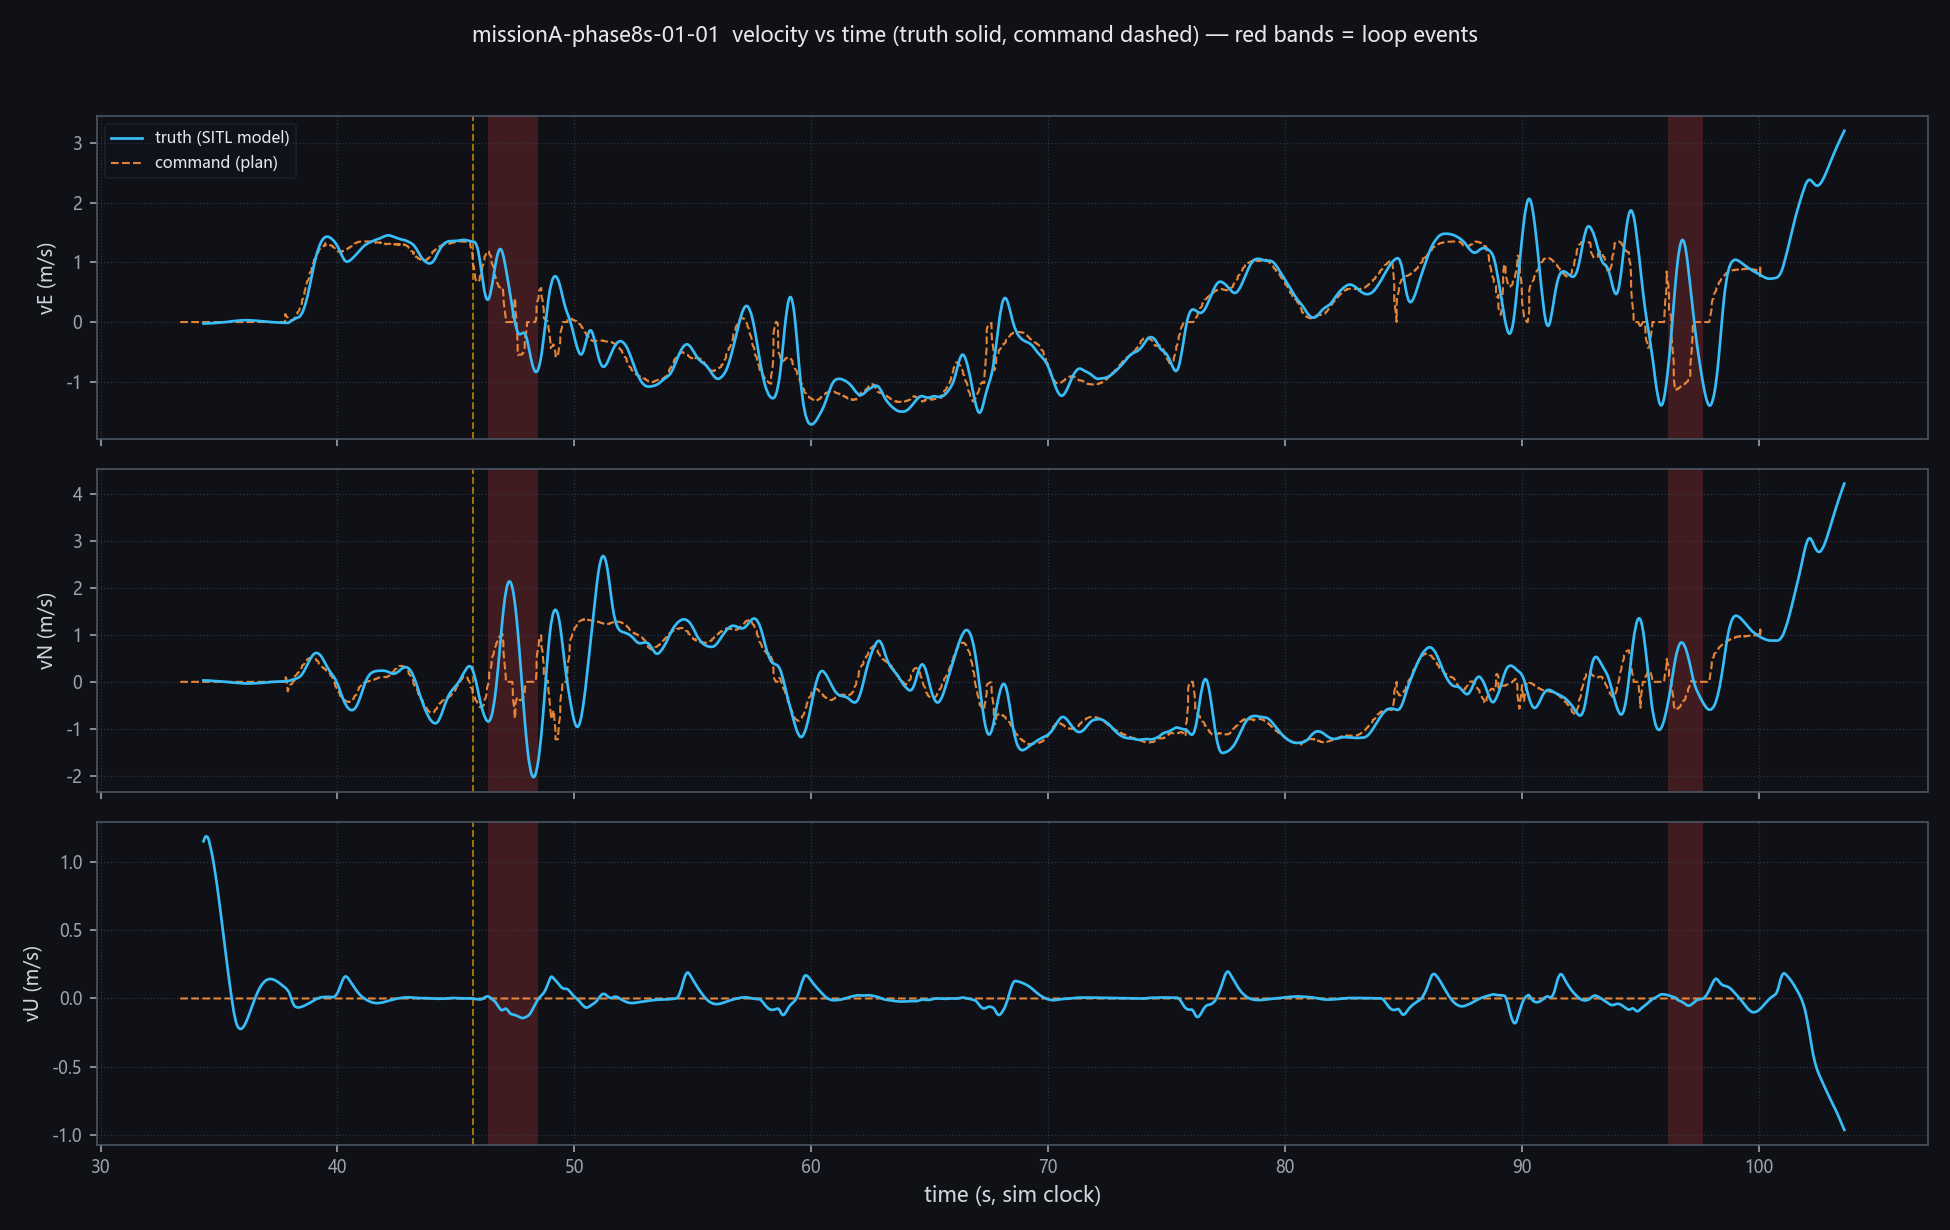 missionA-phase8s-01-01  velocity vs time (truth solid, command dashed) — red bands = loop events
truth (SITL model)
command (plan)
vE (m/s)
3
2
1
0
-1
vN (m/s)
4
3
2
1
0
-1
-2
vU (m/s)
1.0
0.5
0.0
-0.5
-1.0
30 40 50 60 70 80 90 100
time (s, sim clock)